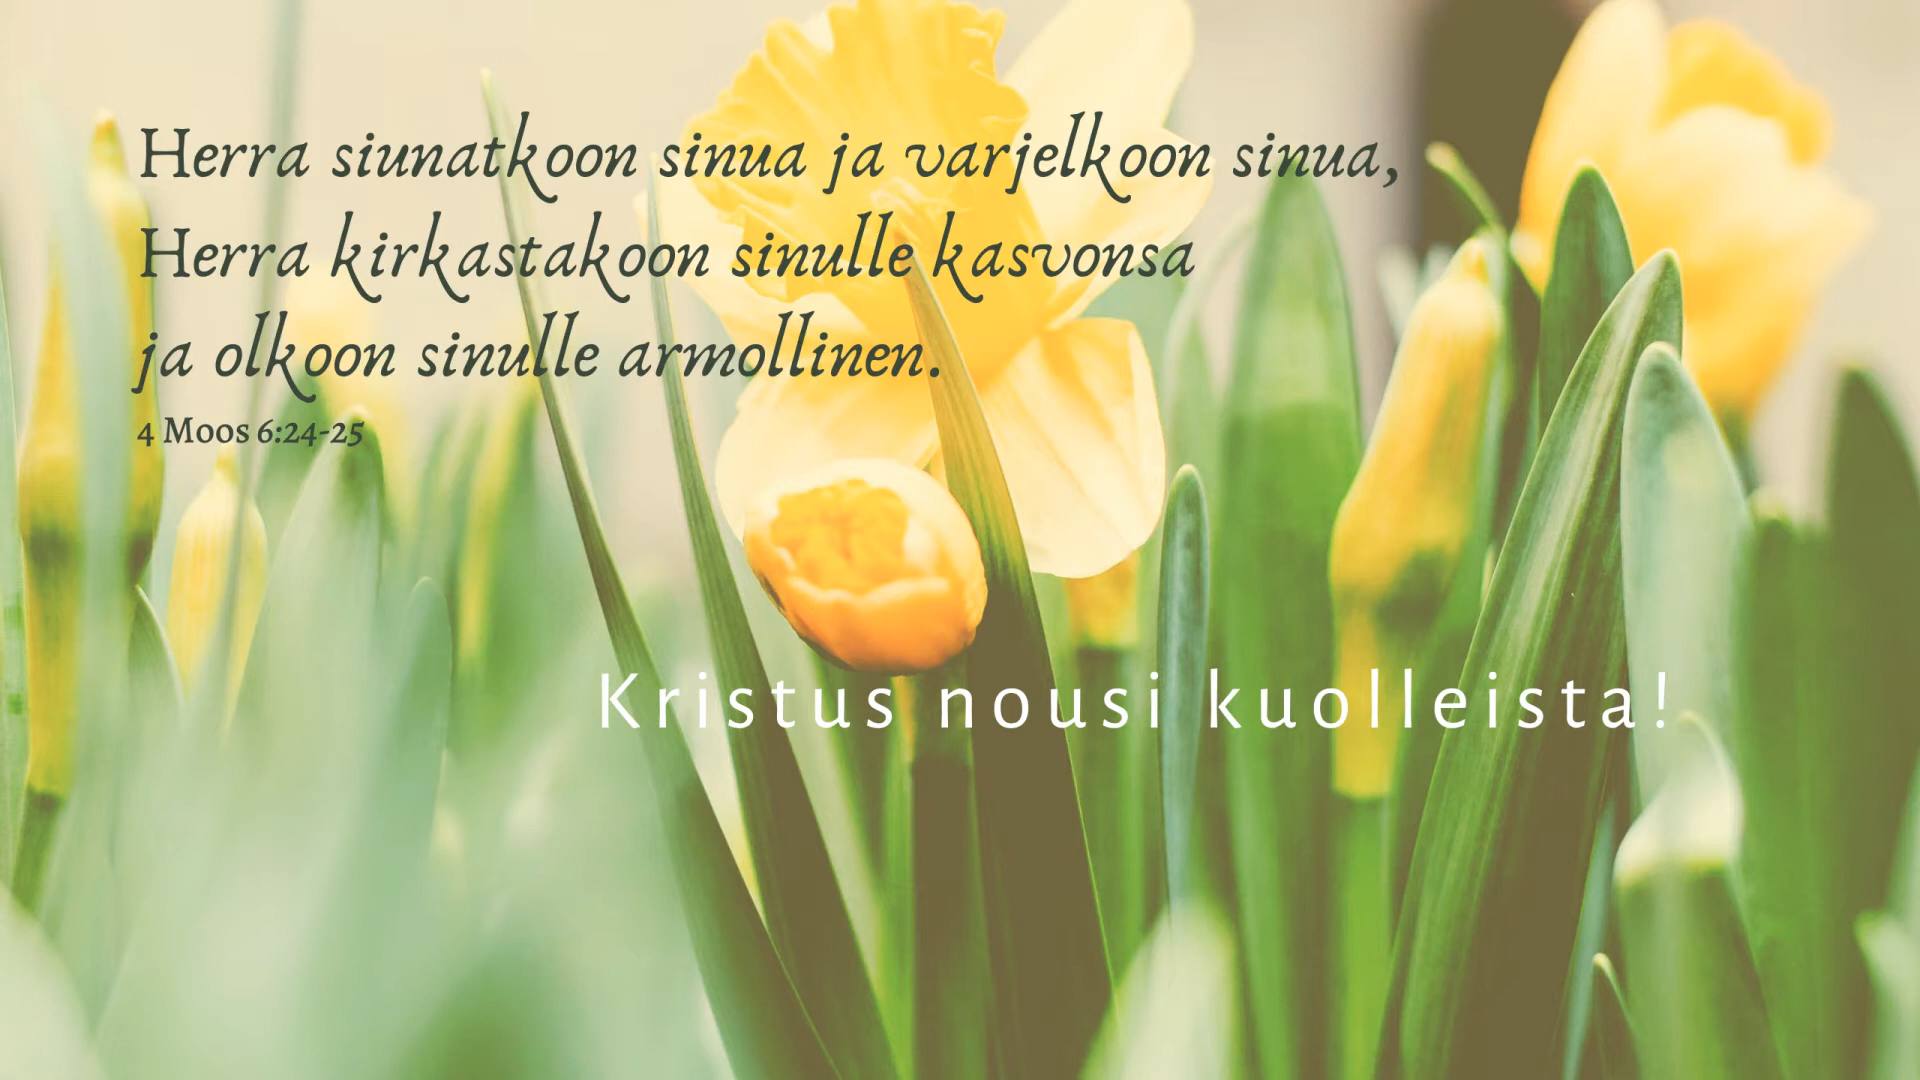 Herra siunatkoon sinua ja varjelkoon sinua,
Herra kirkastakoon sinulle kasvonsa
ja olkoon sinulle armollinen.
4 Moos 6:24-25
Kristus nousi kuolleista!